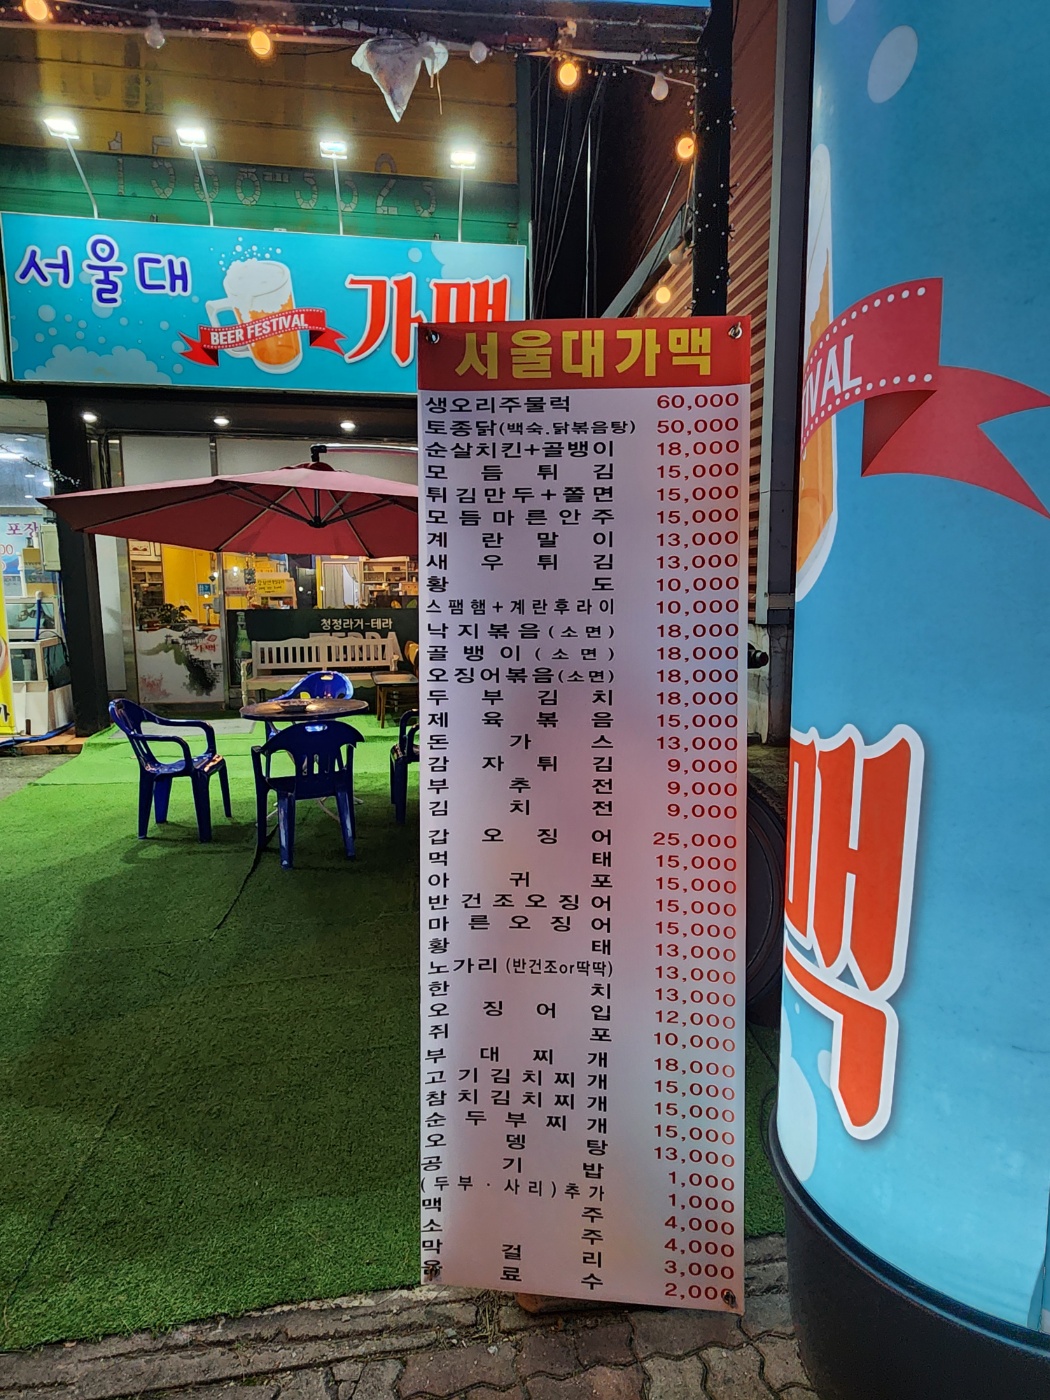 서울대 가맥
BEER FESTIVAL
서울대가맥
생오리주물럭 60,000
토종닭(백숙,닭볶음탕) 50,000
순살치킨+골뱅이 18,000
모듬튀김 15,000
튀김만두+쫄면 15,000
모듬마른안주 15,000
계란말이 13,000
새우튀김 13,000
황도 10,000
스팸햄+계란후라이 10,000
낙지볶음(소면) 18,000
골뱅이(소면) 18,000
오징어볶음(소면) 18,000
두부김치 18,000
제육볶음 15,000
돈가스 13,000
감자튀김 9,000
부추전 9,000
김치전 9,000
갑오징어 25,000
먹태 15,000
아귀포 15,000
반건조오징어 15,000
마른오징어 15,000
황태 13,000
노가리(반건조or딱딱) 13,000
한치 13,000
오징어입 12,000
쥐포 10,000
부대찌개 18,000
고기김치찌개 15,000
참치김치찌개 15,000
순두부찌개 15,000
오뎅탕 13,000
공기밥 1,000
(두부·사리)추가 1,000
맥주 4,000
소주 4,000
막걸리 3,000
음료수 2,000
청정라거-테라
TERRA
포장
가맥
IVAL
맥